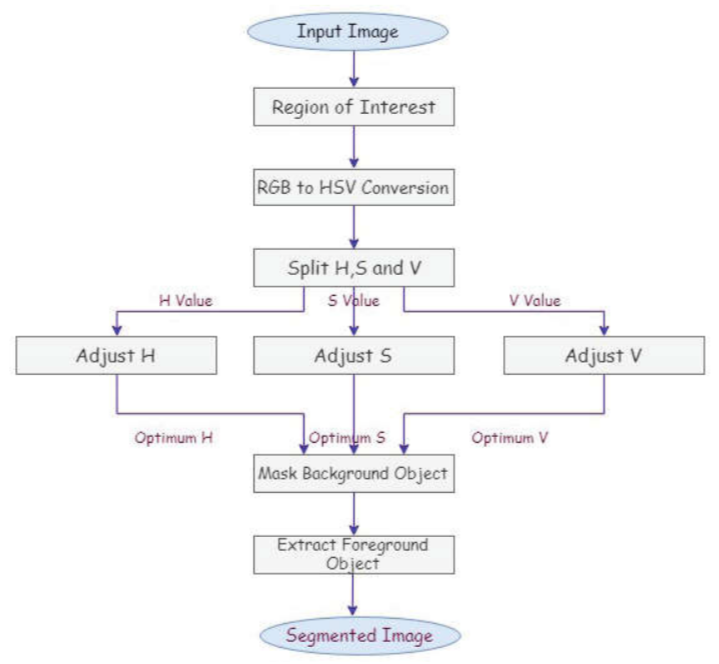 Input Image
Region of Interest
RGB to HSV Conversion
Split H,S and V
H Value
S Value
V Value
Adjust H
Adjust S
Adjust V
Optimum H
Optimum S
Optimum V
Mask Background Object
Extract Foreground
Object
Segmented Image